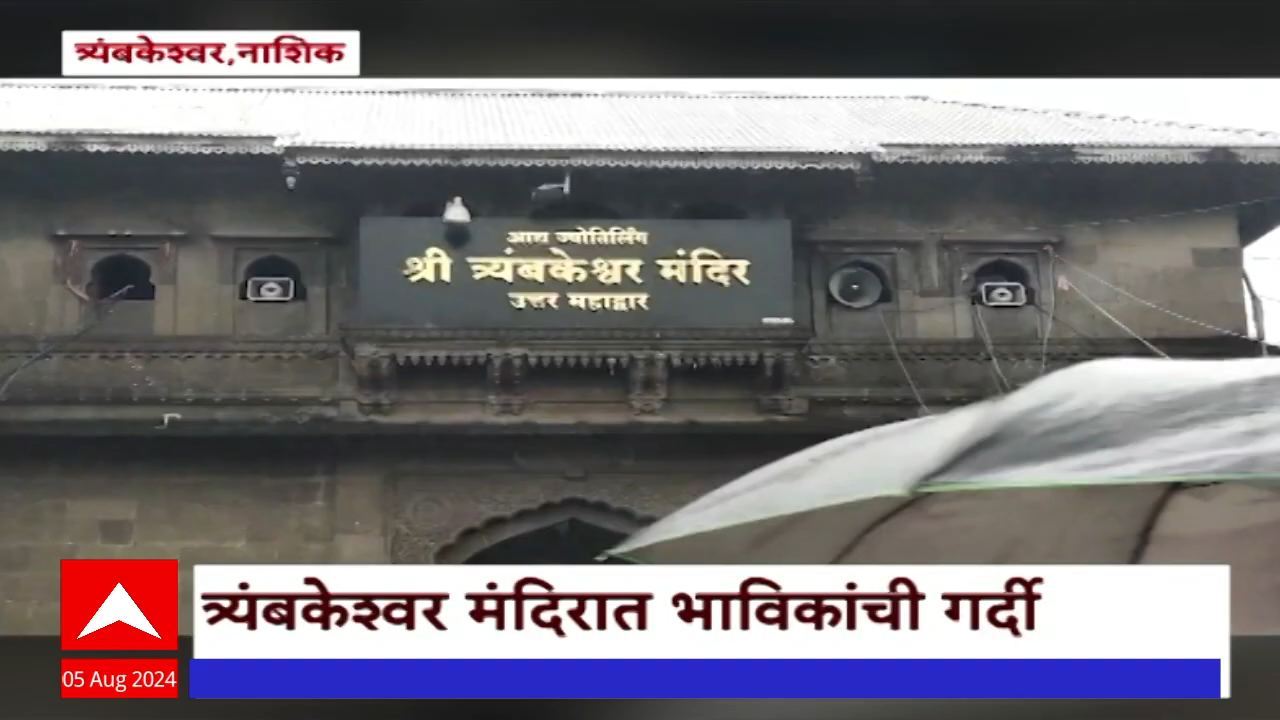 त्र्यंबकेश्वर,नाशिक
आद्य ज्योतिर्लिंग
श्री त्र्यंबकेश्वर मंदिर
उत्तर महाद्वार
त्र्यंबकेश्वर मंदिरात भाविकांची गर्दी
05 Aug 2024